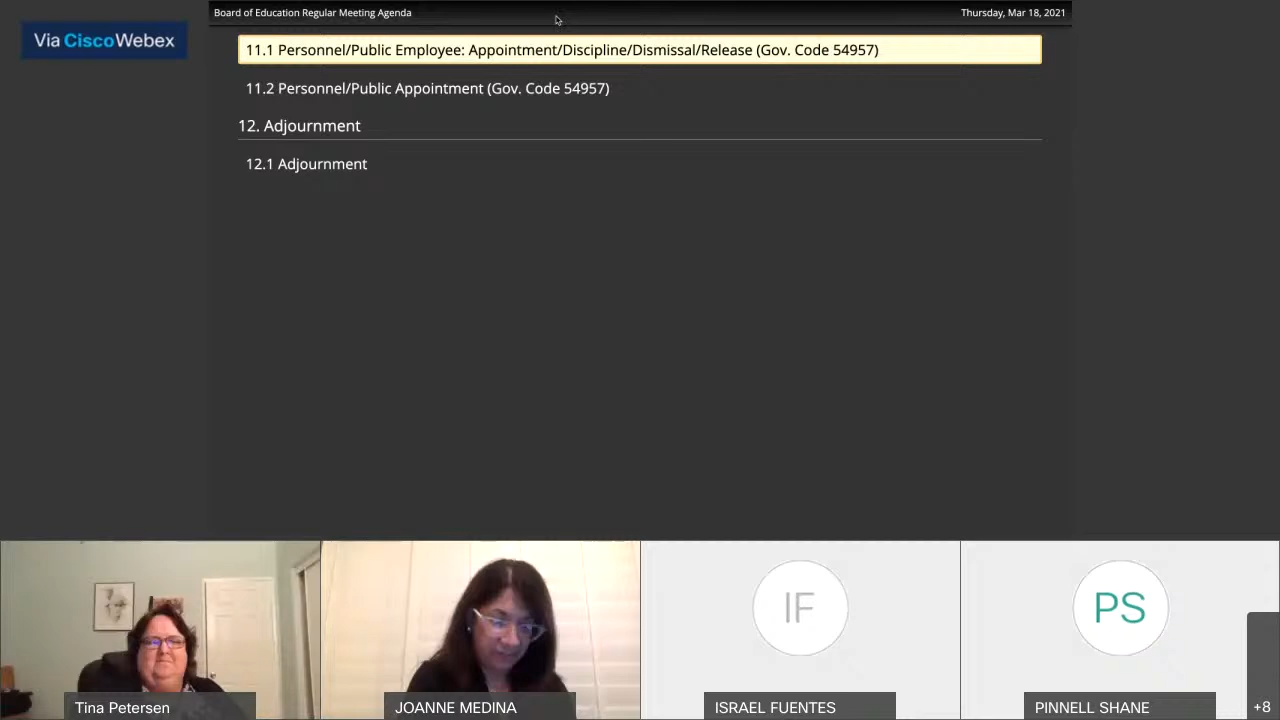 Board of Education Regular Meeting Agenda
Thursday, Mar 18, 2021
Via Cisco Webex
11.1 Personnel/Public Employee: Appointment/Discipline/Dismissal/Release (Gov. Code 54957)
11.2 Personnel/Public Appointment (Gov. Code 54957)
12. Adjournment
12.1 Adjournment
IF
PS
Tina Petersen
JOANNE MEDINA
ISRAEL FUENTES
PINNELL SHANE
+8